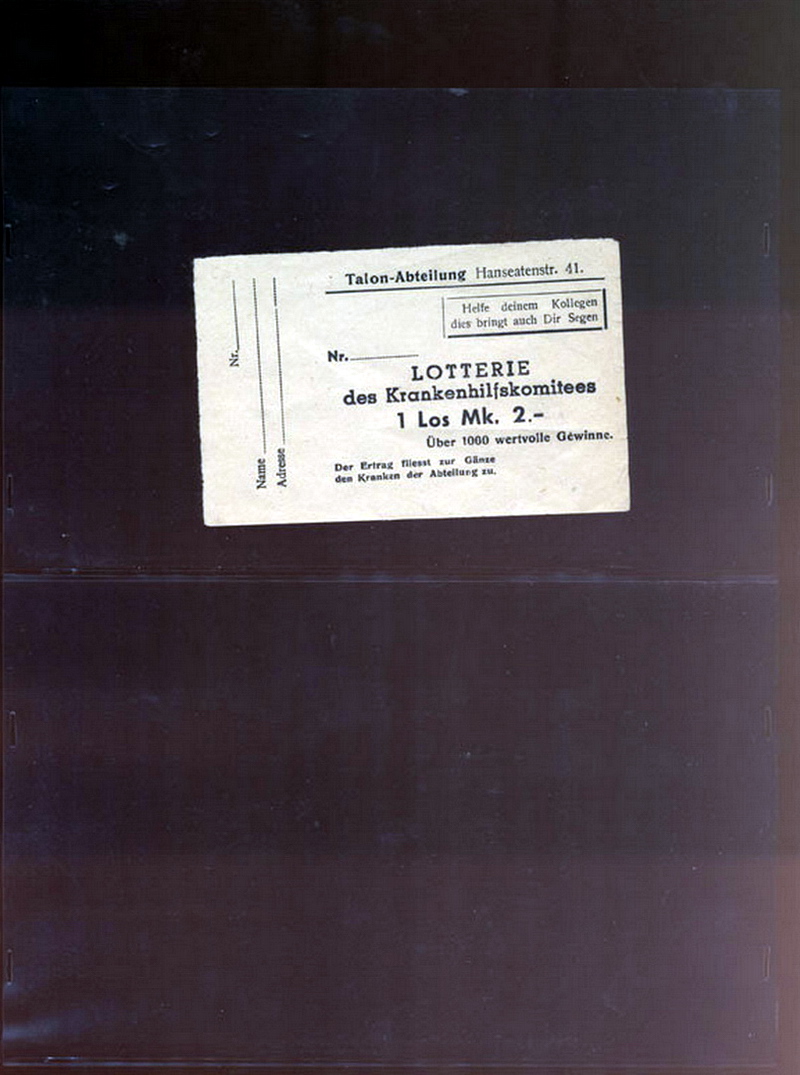 Nr.
Name
Adresse
Talon-Abteilung Hanseatenstr. 41.
Helfe deinem Kollegen
dies bringt auch Dir Segen
Nr.
LOTTERIE
des Krankenhilfskomitees
1 Los Mk. 2.-
Über 1000 wertvolle Gewinne.
Der Ertrag fliesst zur Gänze
den Kranken der Abteilung zu.